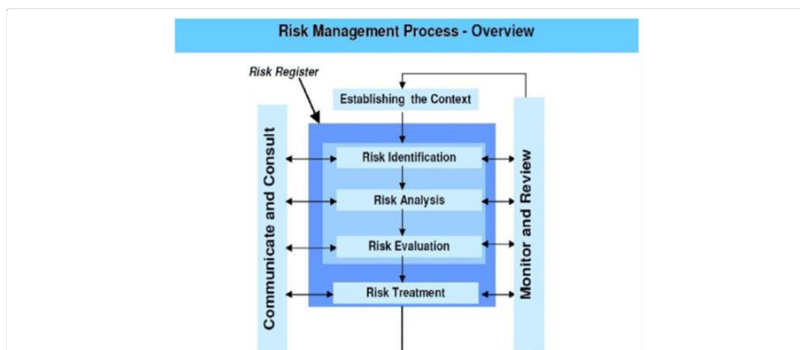 Risk Management Process - Overview
Risk Register
Establishing the Context
Communicate and Consult
Risk Identification
Risk Analysis
Risk Evaluation
Risk Treatment
Monitor and Review